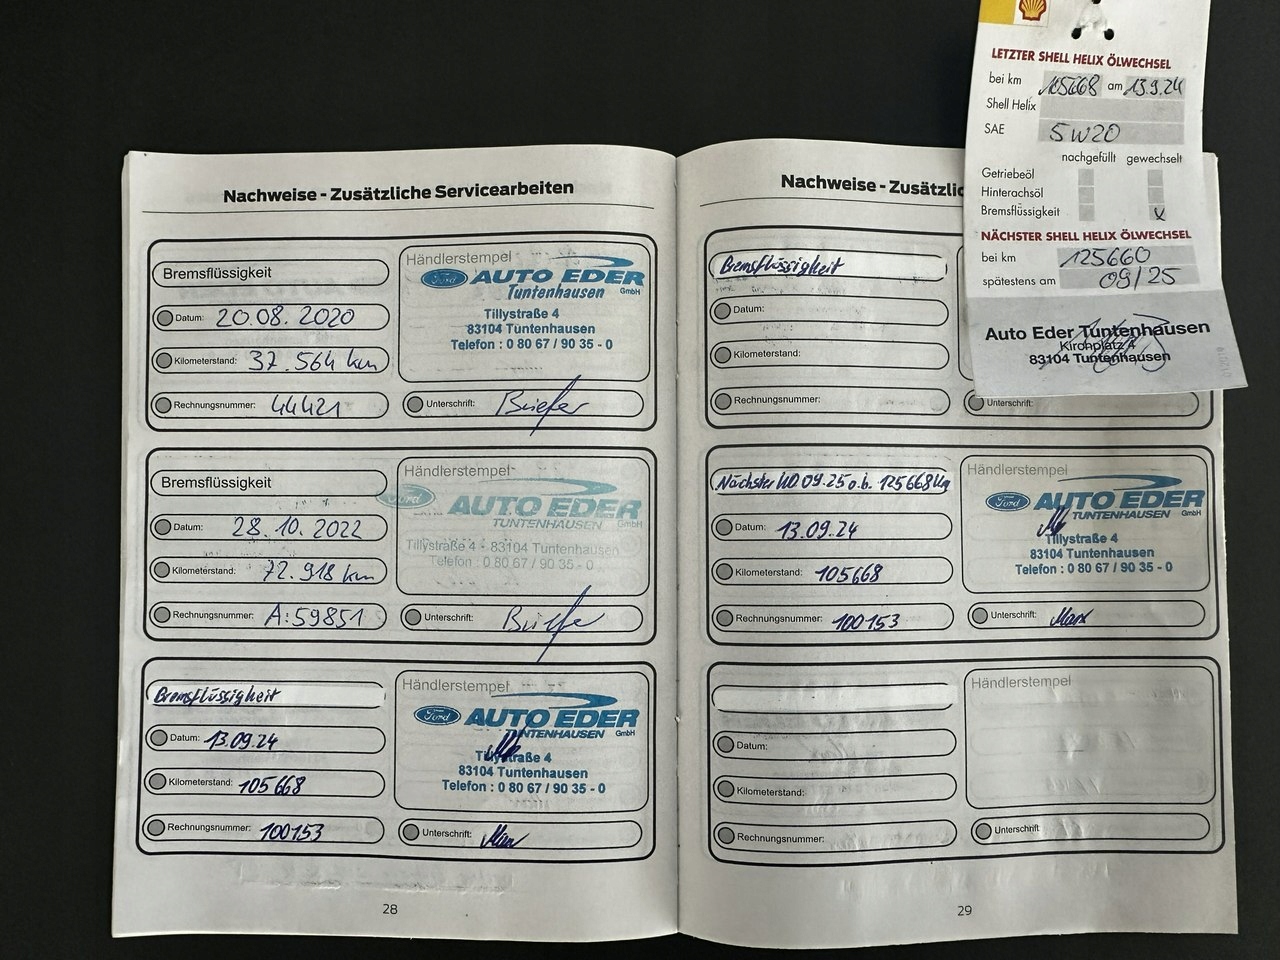 LETZTER SHELL HELIX ÖLWECHSEL
bei km 105668 am 13.9.24
Shell Helix
SAE 5W20
nachgefüllt gewechselt
Getriebeöl
Hinterachsöl
Bremsflüssigkeit x
NÄCHSTER SHELL HELIX ÖLWECHSEL
bei km 125660
spätestens am 09/25
Auto Eder Tuntenhausen
Kirchplatz 4
83104 Tuntenhausen
Nachweise - Zusätzliche Servicearbeiten
Bremsflüssigkeit
Datum: 20.08.2020
Kilometerstand: 37.564 km
Rechnungsnummer: 44421
Händlerstempel
Ford AUTO EDER
Tuntenhausen GmbH
Tillystraße 4
83104 Tuntenhausen
Telefon : 0 80 67 / 90 35 - 0
Unterschrift:
Bremsflüssigkeit
Datum: 28.10.2022
Kilometerstand: 72.918 km
Rechnungsnummer: A:59851
Händlerstempel
Ford AUTO EDER
TUNTENHAUSEN GmbH
Tillystraße 4 - 83104 Tuntenhausen
Telefon : 0 80 67 / 90 35 - 0
Unterschrift:
Bremsflüssigkeit
Datum: 13.09.24
Kilometerstand: 105668
Rechnungsnummer: 100153
Händlerstempel
Ford AUTO EDER
TUNTENHAUSEN GmbH
Tillystraße 4
83104 Tuntenhausen
Telefon : 0 80 67 / 90 35 - 0
Unterschrift:
28
Nachweise - Zusätzlic
Bremsflüssigkeit
Datum:
Kilometerstand:
Rechnungsnummer:
Unterschrift:
Nächster KD 09.25 o.b. 125668 km
Datum: 13.09.24
Kilometerstand: 105668
Rechnungsnummer: 100153
Händlerstempel
Ford AUTO EDER
TUNTENHAUSEN GmbH
Tillystraße 4
83104 Tuntenhausen
Telefon : 0 80 67 / 90 35 - 0
Unterschrift:
Händlerstempel
Datum:
Kilometerstand:
Rechnungsnummer:
Unterschrift:
29